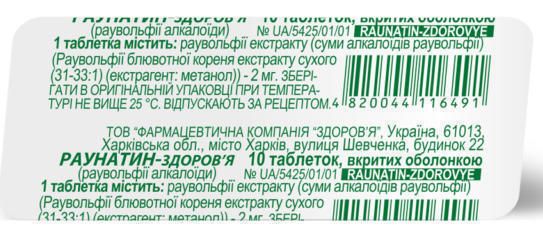 РАУНАТИН-ЗДОРОВ'Я 10 таблеток, вкритих оболонкою
(раувольфії алкалоїди) № UA/5425/01/01 RAUNATIN-ZDOROVYE
1 таблетка містить: раувольфії екстракту (суми алкалоїдів раувольфії)
(Раувольфії блювотної кореня екстракту сухого
(31-33:1) (екстрагент: метанол)) - 2 мг. ЗБЕРІ-
ГАТИ В ОРИГІНАЛЬНІЙ УПАКОВЦІ ПРИ ТЕМПЕРА-
ТУРІ НЕ ВИЩЕ 25 °С. ВІДПУСКАЮТЬ ЗА РЕЦЕПТОМ.
4 820044 116491
ТОВ "ФАРМАЦЕВТИЧНА КОМПАНІЯ "ЗДОРОВ'Я", Україна, 61013,
Харківська обл., місто Харків, вулиця Шевченка, будинок 22
РАУНАТИН-ЗДОРОВ'Я 10 таблеток, вкритих оболонкою
(раувольфії алкалоїди) № UA/5425/01/01 RAUNATIN-ZDOROVYE
1 таблетка містить: раувольфії екстракту (суми алкалоїдів раувольфії)
(Раувольфії блювотної кореня екстракту сухого
(31-33:1) (екстрагент: метанол)) - 2 мг. ЗБЕРІ-